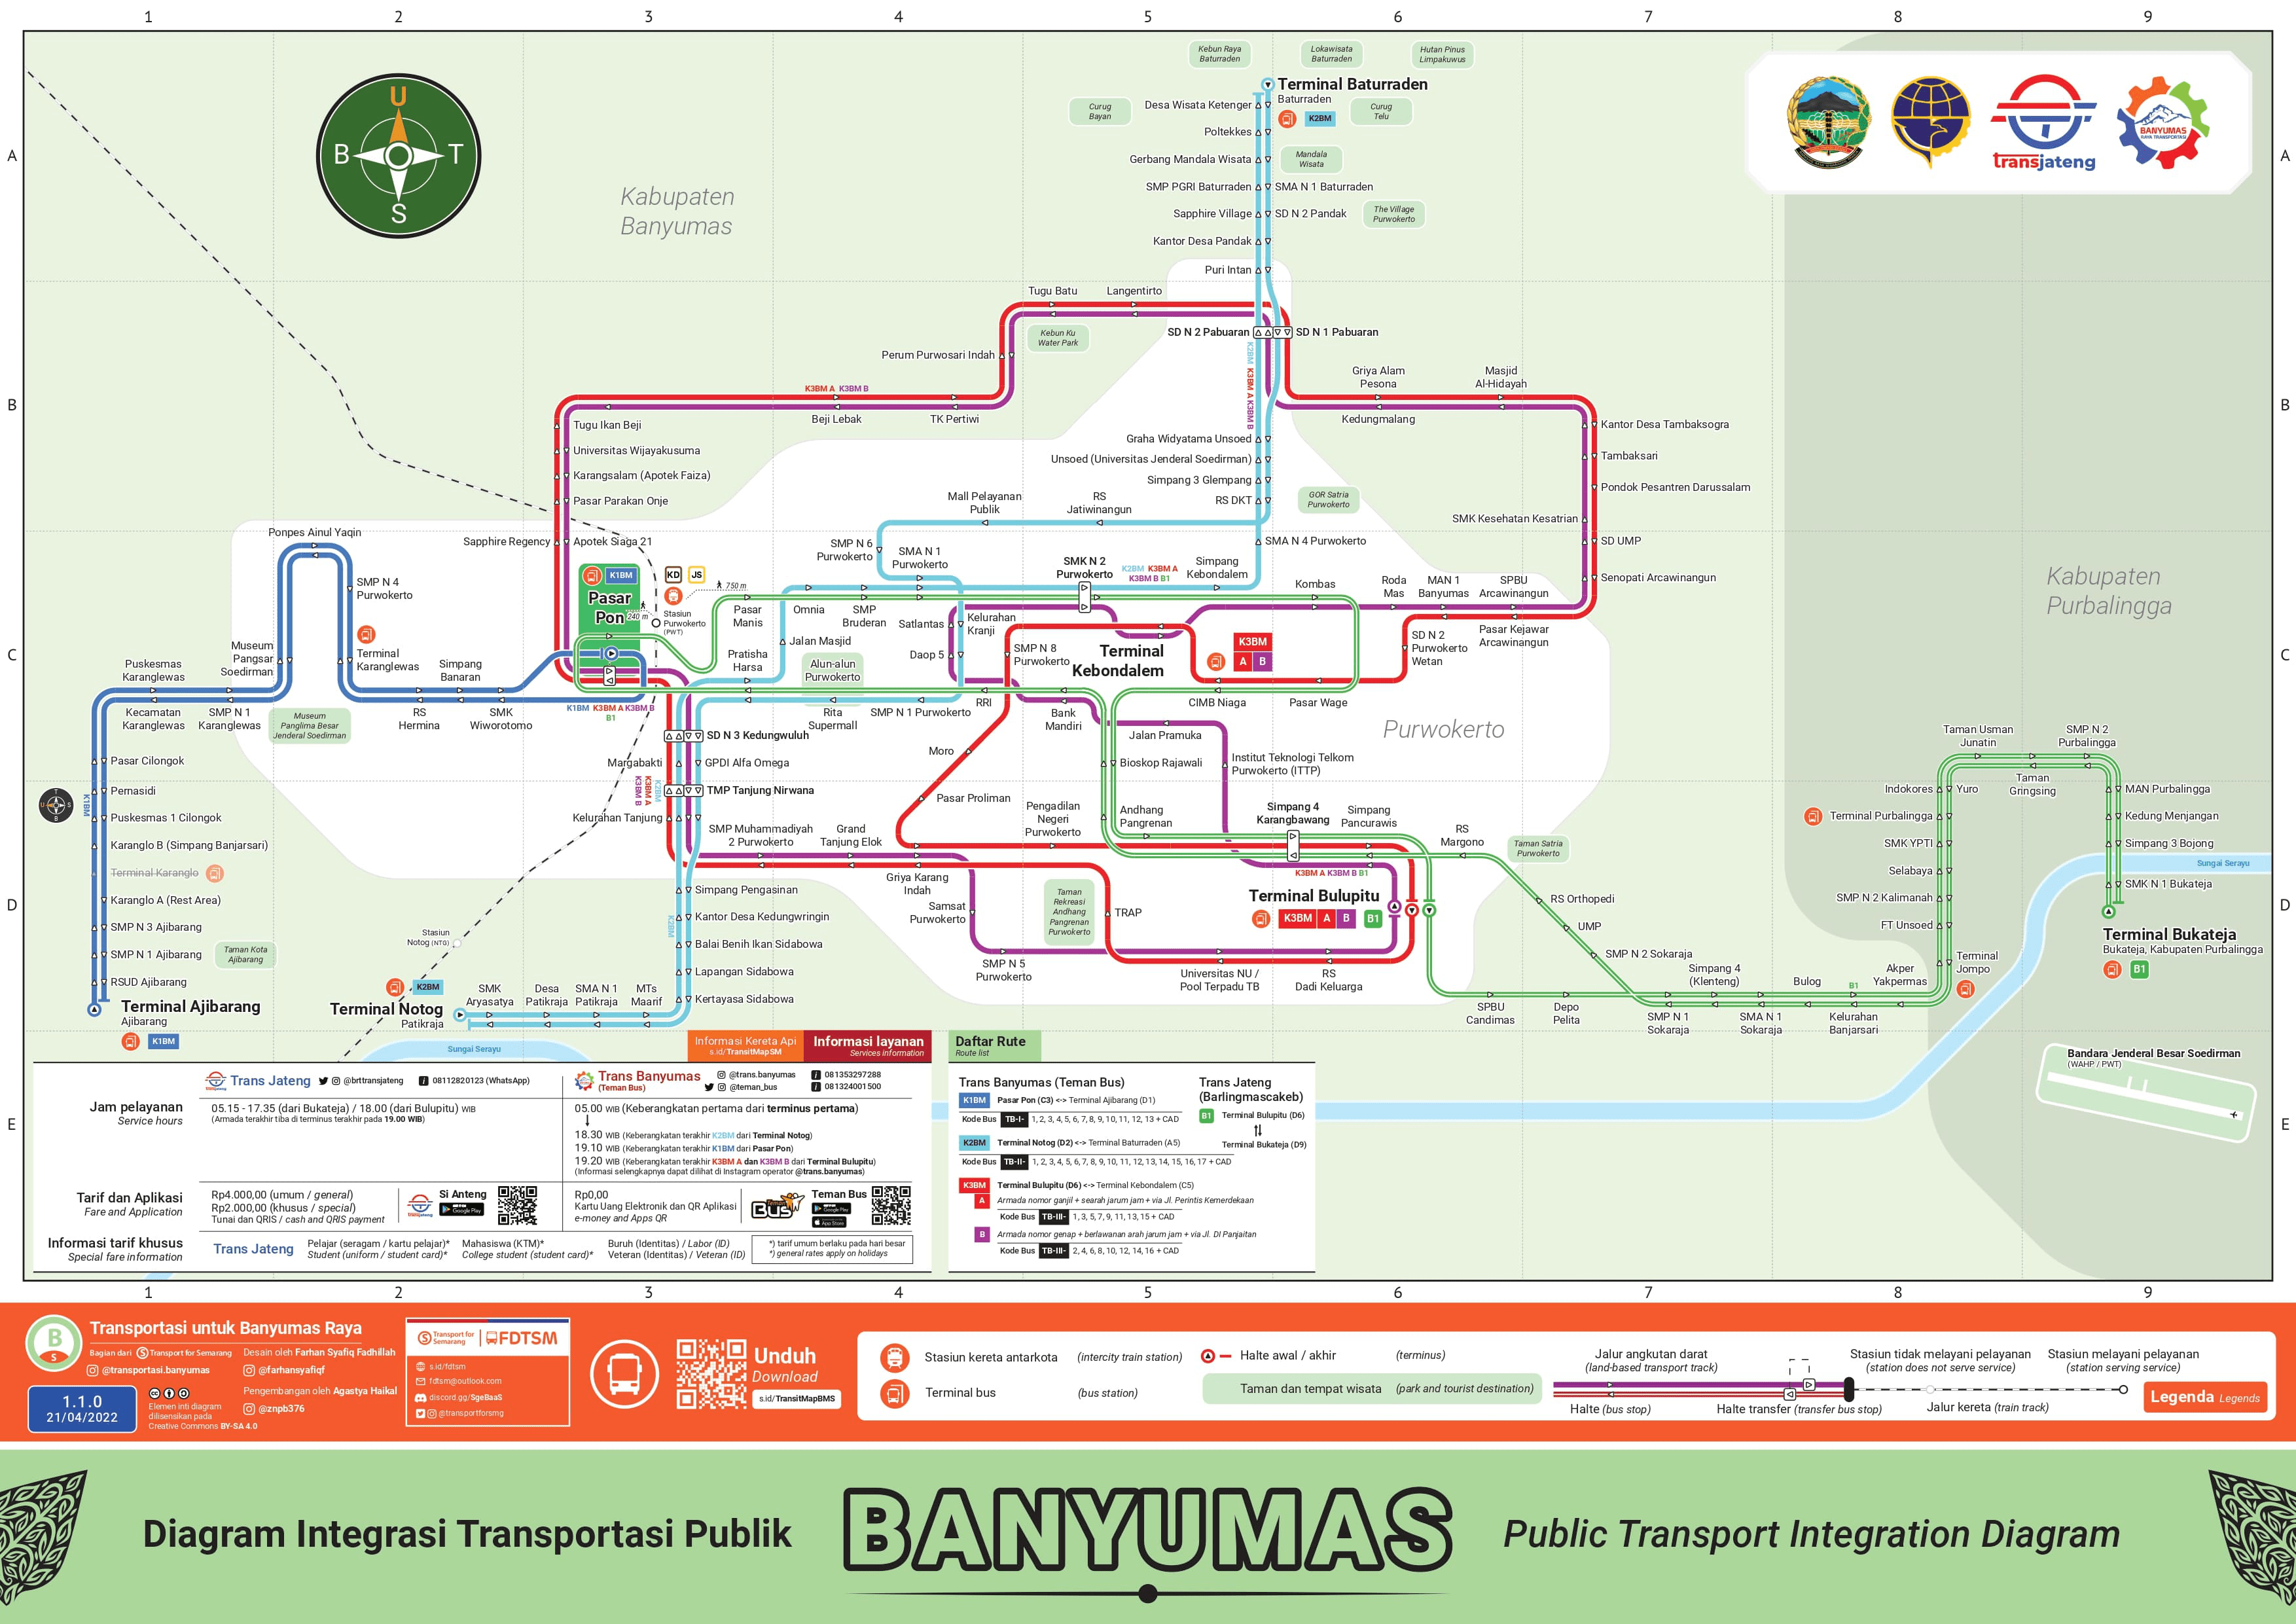 1 2 3 4 5 6 7 8 9
A
B
C
D
E
A
B
C
D
E
U
B T
S
Kabupaten
Banyumas
Kebun Raya
Baturraden
Lokawisata
Baturraden
Hutan Pinus
Limpakuwus
Terminal Baturraden
Baturraden
K2BM
Curug
Bayan
Curug
Telu
Desa Wisata Ketenger
Poltekkes
Gerbang Mandala Wisata
Mandala
Wisata
SMP PGRI Baturraden
SMA N 1 Baturraden
Sapphire Village
SD N 2 Pandak
The Village
Purwokerto
Kantor Desa Pandak
Puri Intan
transjateng
BANYUMAS
RAYA TRANSPORTASI
Tugu Batu
Langentirto
Kebun Ku
Water Park
SD N 2 Pabuaran
SD N 1 Pabuaran
Perum Purwosari Indah
K2BM K3BM A K3BM B
K3BM A K3BM B
Beji Lebak
TK Pertiwi
Griya Alam
Pesona
Masjid
Al-Hidayah
Kedungmalang
Tugu Ikan Beji
Universitas Wijayakusuma
Karangsalam (Apotek Faiza)
Pasar Parakan Onje
Sapphire Regency
Apotek Siaga 21
Graha Widyatama Unsoed
Unsoed (Universitas Jenderal Soedirman)
Simpang 3 Glempang
RS DKT
GOR Satria
Purwokerto
SMA N 4 Purwokerto
Kantor Desa Tambaksogra
Tambaksari
Pondok Pesantren Darussalam
SMK Kesehatan Kesatrian
SD UMP
Senopati Arcawinangun
Mall Pelayanan
Publik
RS
Jatiwinangun
SMP N 6
Purwokerto
SMA N 1
Purwokerto
SMK N 2
Purwokerto
K2BM K3BM A
K3BM B B1
Simpang
Kebondalem
Kombas
Roda
Mas
MAN 1
Banyumas
SPBU
Arcawinangun
Pasar Kejawar
Arcawinangun
SD N 2
Purwokerto
Wetan
Kabupaten
Purbalingga
Ponpes Ainul Yaqin
SMP N 4
Purwokerto
Terminal
Karanglewas
Museum
Pangsar
Soedirman
Simpang
Banaran
Puskesmas
Karanglewas
Kecamatan
Karanglewas
SMP N 1
Karanglewas
Museum
Panglima Besar
Jenderal Soedirman
RS
Hermina
SMK
Wiworotomo
K1BM
Pasar
Pon
240 m
KD JS
750 m
Stasiun
Purwokerto
(PWT)
Pasar
Manis
Omnia
SMP
Bruderan
Jalan Masjid
Pratisha
Harsa
Alun-alun
Purwokerto
Satlantas
Kelurahan
Kranji
Daop 5
SMP N 8
Purwokerto
Terminal
Kebondalem
K3BM
A B
K1BM K3BM A K3BM B
B1
Rita
Supermall
SMP N 1 Purwokerto
RRI
Bank
Mandiri
CIMB Niaga
Pasar Wage
Purwokerto
Jalan Pramuka
Moro
Bioskop Rajawali
Institut Teknologi Telkom
Purwokerto (ITTP)
SD N 3 Kedungwuluh
Margabakti
GPDI Alfa Omega
K3BM B
K3BM A
K2BM
TMP Tanjung Nirwana
Kelurahan Tanjung
SMP Muhammadiyah
2 Purwokerto
Grand
Tanjung Elok
Pasar Proliman
Pengadilan
Negeri
Purwokerto
Andhang
Pangrenan
Simpang 4
Karangbawang
Simpang
Pancurawis
RS
Margono
Taman Satria
Purwokerto
K3BM A K3BM B B1
Griya Karang
Indah
Samsat
Purwokerto
Taman
Rekreasi
Andhang
Pangrenan
Purwokerto
TRAP
Terminal Bulupitu
K3BM A B B1
SMP N 5
Purwokerto
Universitas NU /
Pool Terpadu TB
RS
Dadi Keluarga
RS Orthopedi
UMP
SMP N 2 Sokaraja
Simpang 4
(Klenteng)
Bulog
B1
Akper
Yakpermas
SPBU
Candimas
Depo
Pelita
SMP N 1
Sokaraja
SMA N 1
Sokaraja
Kelurahan
Banjarsari
Terminal
Jompo
Taman Usman
Junatin
SMP N 2
Purbalingga
Taman
Gringsing
Indokores
Yuro
Terminal Purbalingga
SMK YPTI
Selabaya
SMP N 2 Kalimanah
FT Unsoed
MAN Purbalingga
Kedung Menjangan
Simpang 3 Bojong
Sungai Serayu
SMK N 1 Bukateja
Terminal Bukateja
Bukateja, Kabupaten Purbalingga
B1
Pasar Cilongok
Pernasidi
K1BM
Puskesmas 1 Cilongok
Karanglo B (Simpang Banjarsari)
Terminal Karanglo
Karanglo A (Rest Area)
SMP N 3 Ajibarang
SMP N 1 Ajibarang
Taman Kota
Ajibarang
RSUD Ajibarang
Terminal Ajibarang
Ajibarang
K1BM
Stasiun
Notog (NTG)
K2BM
Terminal Notog
Patikraja
SMK
Aryasatya
Desa
Patikraja
SMA N 1
Patikraja
MTs
Maarif
Simpang Pengasinan
Kantor Desa Kedungwringin
K2BM
Balai Benih Ikan Sidabowa
Lapangan Sidabowa
Kertayasa Sidabowa
Sungai Serayu
Bandara Jenderal Besar Soedirman
(WAHP / PWT)
Informasi Kereta Api
s.id/TransitMapSM
Informasi layanan
Services information
Trans Jateng
@brttransjateng
08112820123 (WhatsApp)
Trans Banyumas
(Teman Bus)
@trans.banyumas
@teman_bus
081353297288
081324001500
Jam pelayanan
Service hours
05.15 - 17.35 (dari Bukateja) / 18.00 (dari Bulupitu) WIB
(Armada terakhir tiba di terminus terakhir pada 19.00 WIB)
05.00 WIB (Keberangkatan pertama dari terminus pertama)
18.30 WIB (Keberangkatan terakhir K2BM dari Terminal Notog)
19.10 WIB (Keberangkatan terakhir K1BM dari Pasar Pon)
19.20 WIB (Keberangkatan terakhir K3BM A dan K3BM B dari Terminal Bulupitu)
(Informasi selengkapnya dapat dilihat di Instagram operator @trans.banyumas)
Tarif dan Aplikasi
Fare and Application
Rp4.000,00 (umum / general)
Rp2.000,00 (khusus / special)
Tunai dan QRIS / cash and QRIS payment
Si Anteng
Google Play
Rp0,00
Kartu Uang Elektronik dan QR Aplikasi
e-money and Apps QR
Teman Bus
Google Play
App Store
Informasi tarif khusus
Special fare information
Trans Jateng
Pelajar (seragam / kartu pelajar)*
Student (uniform / student card)*
Mahasiswa (KTM)*
College student (student card)*
Buruh (Identitas) / Labor (ID)
Veteran (Identitas) / Veteran (ID)
*) tarif umum berlaku pada hari besar
*) general rates apply on holidays
Daftar Rute
Route list
Trans Banyumas (Teman Bus)
K1BM Pasar Pon (C3) <-> Terminal Ajibarang (D1)
Kode Bus TB-I- 1, 2, 3, 4, 5, 6, 7, 8, 9, 10, 11, 12, 13 + CAD
K2BM Terminal Notog (D2) <-> Terminal Baturraden (A5)
Kode Bus TB-II- 1, 2, 3, 4, 5, 6, 7, 8, 9, 10, 11, 12, 13, 14, 15, 16, 17 + CAD
K3BM Terminal Bulupitu (D6) <-> Terminal Kebondalem (C5)
A Armada nomor ganjil + searah jarum jam + via Jl. Perintis Kemerdekaan
Kode Bus TB-III- 1, 3, 5, 7, 9, 11, 13, 15 + CAD
B Armada nomor genap + berlawanan arah jarum jam + via Jl. DI Panjaitan
Kode Bus TB-III- 2, 4, 6, 8, 10, 12, 14, 16 + CAD
Trans Jateng
(Barlingmascakeb)
B1 Terminal Bulupitu (D6)
Terminal Bukateja (D9)
1 2 3 4 5 6 7 8 9
Transportasi untuk Banyumas Raya
Bagian dari Transport for Semarang
@transportasi.banyumas
Desain oleh Farhan Syafiq Fadhillah
@farhansyafiqf
Pengembangan oleh Agastya Haikal
@znpb376
1.1.0
21/04/2022
Elemen inti diagram
dilisensikan pada
Creative Commons BY-SA 4.0
Transport for
Semarang
FDTSM
s.id/fdtsm
fdtsm@outlook.com
discord.gg/SgeBaaS
@transportforsmg
Unduh
Download
s.id/TransitMapBMS
Stasiun kereta antarkota (intercity train station)
Terminal bus (bus station)
Halte awal / akhir (terminus)
Taman dan tempat wisata (park and tourist destination)
Jalur angkutan darat
(land-based transport track)
Halte (bus stop)
Halte transfer (transfer bus stop)
Stasiun tidak melayani pelayanan
(station does not serve service)
Stasiun melayani pelayanan
(station serving service)
Jalur kereta (train track)
Legenda Legends
Diagram Integrasi Transportasi Publik
BANYUMAS
Public Transport Integration Diagram